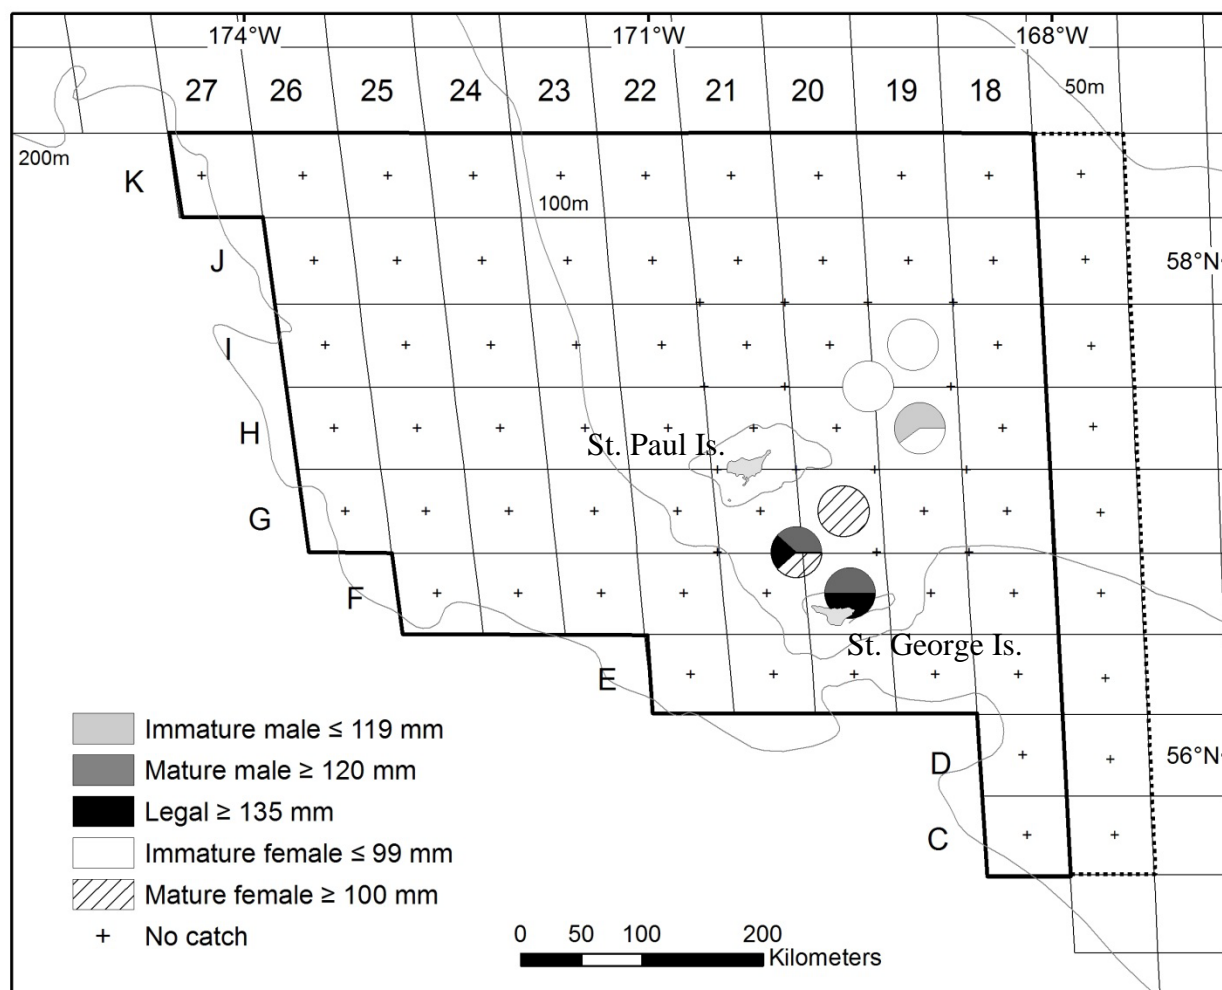 174°W 171°W 168°W
27 26 25 24 23 22 21 20 19 18 50m
200m
K
100m
J 58°N
I
H
St. Paul Is.
G
F
St. George Is.
E
Immature male ≤ 119 mm
Mature male ≥ 120 mm
D 56°N
Legal ≥ 135 mm
C
Immature female ≤ 99 mm
Mature female ≥ 100 mm
+ No catch
0 50 100 200
Kilometers